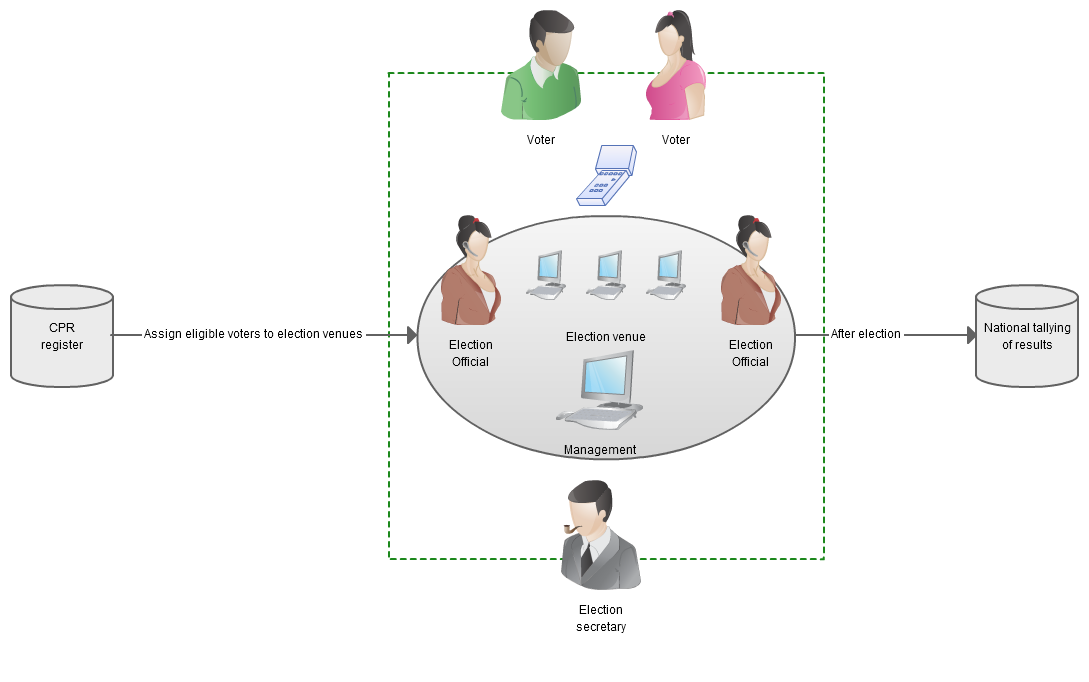 Voter
Voter
CPR
register
Assign eligible voters to election venues
Election venue
Election
Official
Election
Official
After election
National tallying
of results
Management
Election
secretary